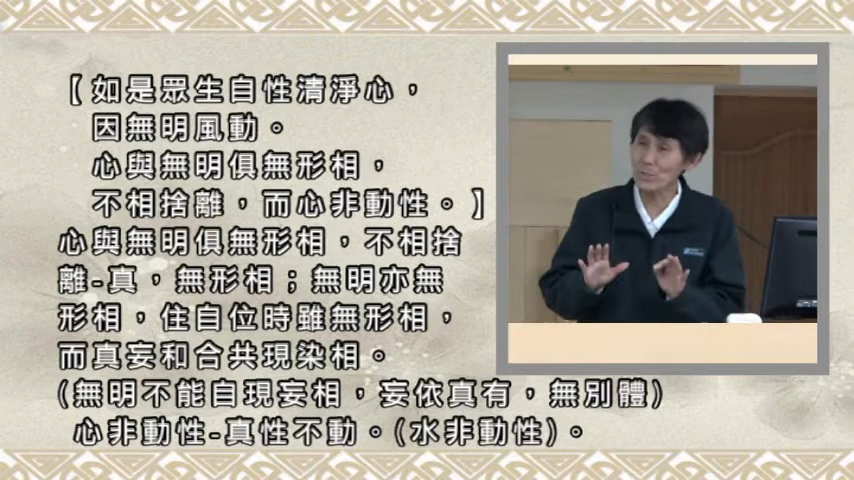 〖如是眾生自性清淨心，
因無明風動。
心與無明俱無形相，
不相捨離，而心非動性。〗
心與無明俱無形相，不相捨
離-真，無形相；無明亦無
形相，住自位時雖無形相，
而真妄和合共現染相。
(無明不能自現妄相，妄依真有，無別體)
心非動性-真性不動。(水非動性)。